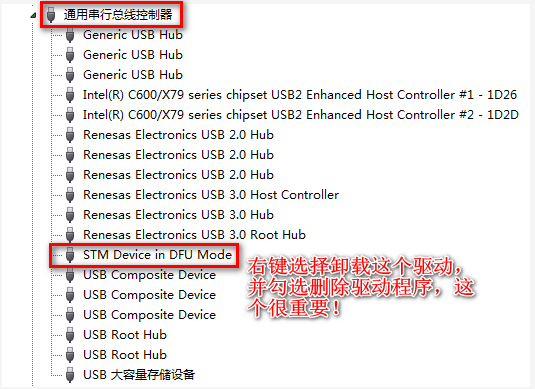 通用串行总线控制器
Generic USB Hub
Generic USB Hub
Generic USB Hub
Intel(R) C600/X79 series chipset USB2 Enhanced Host Controller #1 - 1D26
Intel(R) C600/X79 series chipset USB2 Enhanced Host Controller #2 - 1D2D
Renesas Electronics USB 2.0 Hub
Renesas Electronics USB 2.0 Hub
Renesas Electronics USB 2.0 Hub
Renesas Electronics USB 3.0 Host Controller
Renesas Electronics USB 3.0 Hub
Renesas Electronics USB 3.0 Root Hub
STM Device in DFU Mode
USB Composite Device
USB Composite Device
USB Composite Device
USB Root Hub
USB Root Hub
USB 大容量存储设备
右键选择卸载这个驱动，
并勾选删除驱动程序，这
个很重要！